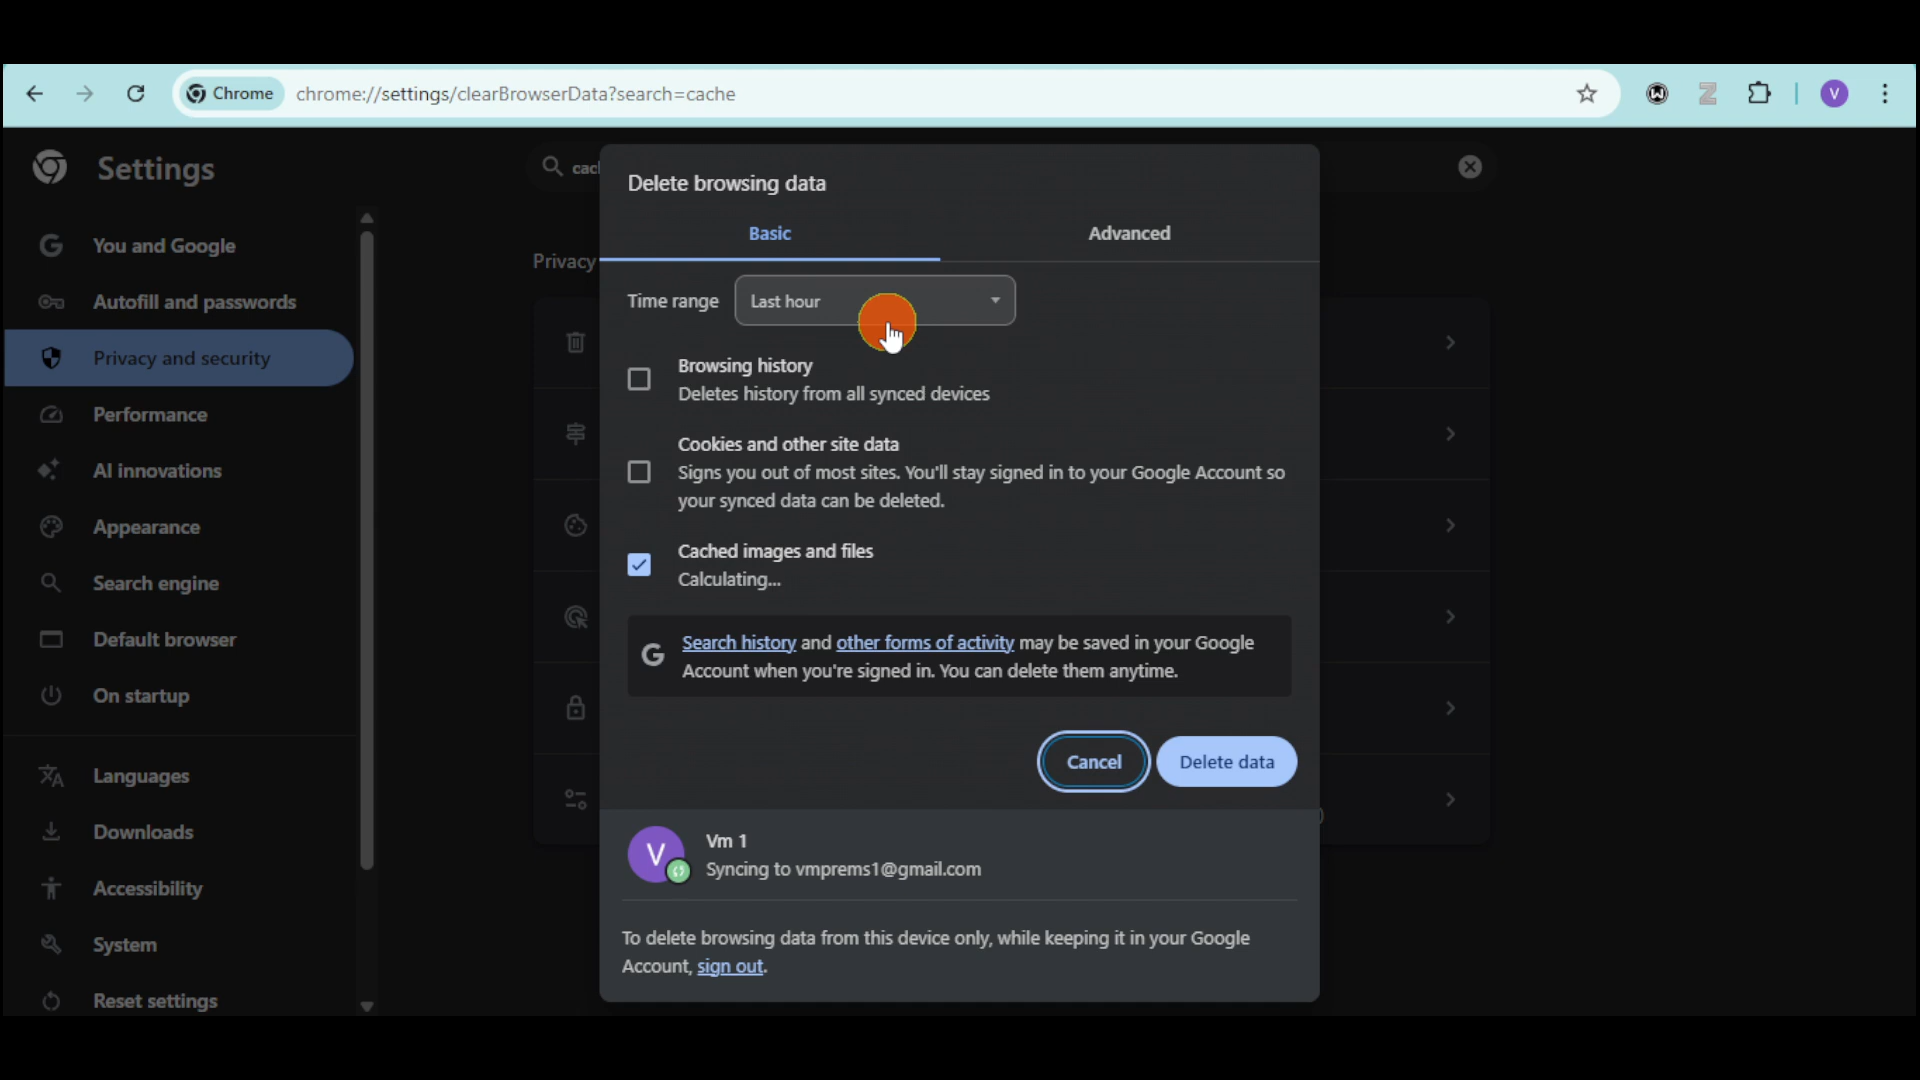 Chrome chrome://settings/clearBrowserData?search=cache V
Settings
You and Google
Autofill and passwords
Privacy and security
Performance
AI innovations
Appearance
Search engine
Default browser
On startup
Languages
Downloads
Accessibility
System
Reset settings
Privacy
Delete browsing data
Basic Advanced
Time range Last hour
Browsing history
Deletes history from all synced devices
Cookies and other site data
Signs you out of most sites. You'll stay signed in to your Google Account so
your synced data can be deleted.
Cached images and files
Calculating...
G Search history and other forms of activity may be saved in your Google
Account when you're signed in. You can delete them anytime.
Cancel Delete data
V Vm 1
Syncing to vmprems1@gmail.com
To delete browsing data from this device only, while keeping it in your Google
Account, sign out.